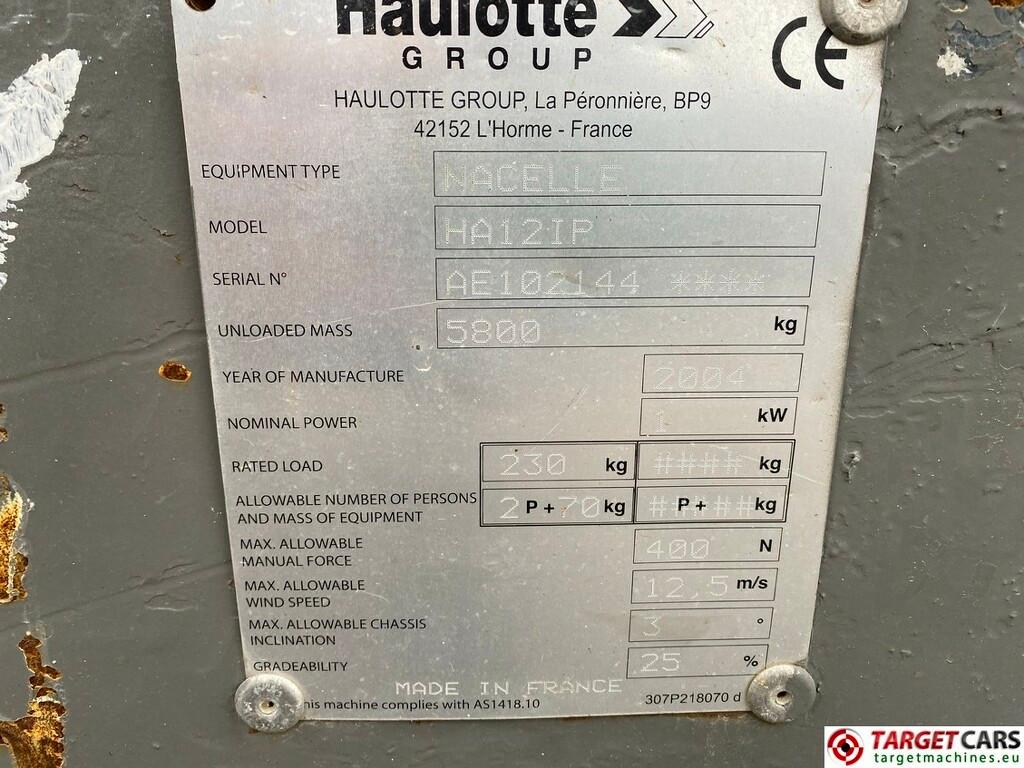 Haulotte
GROUP
CE
HAULOTTE GROUP, La Péronnière, BP9
42152 L'Horme - France
EQUIPMENT TYPE NACELLE
MODEL HA12IP
SERIAL N° AE102144 ****
UNLOADED MASS 5800 kg
YEAR OF MANUFACTURE 2004
NOMINAL POWER 1 kW
RATED LOAD 230 kg #### kg
ALLOWABLE NUMBER OF PERSONS
AND MASS OF EQUIPMENT 2 P + 70 kg ## P + ## kg
MAX. ALLOWABLE
MANUAL FORCE 400 N
MAX. ALLOWABLE
WIND SPEED 12,5 m/s
MAX. ALLOWABLE CHASSIS
INCLINATION 3 °
GRADEABILITY 25 %
MADE IN FRANCE
machine complies with AS1418.10
307P218070 d
TARGETCARS
targetmachines.eu